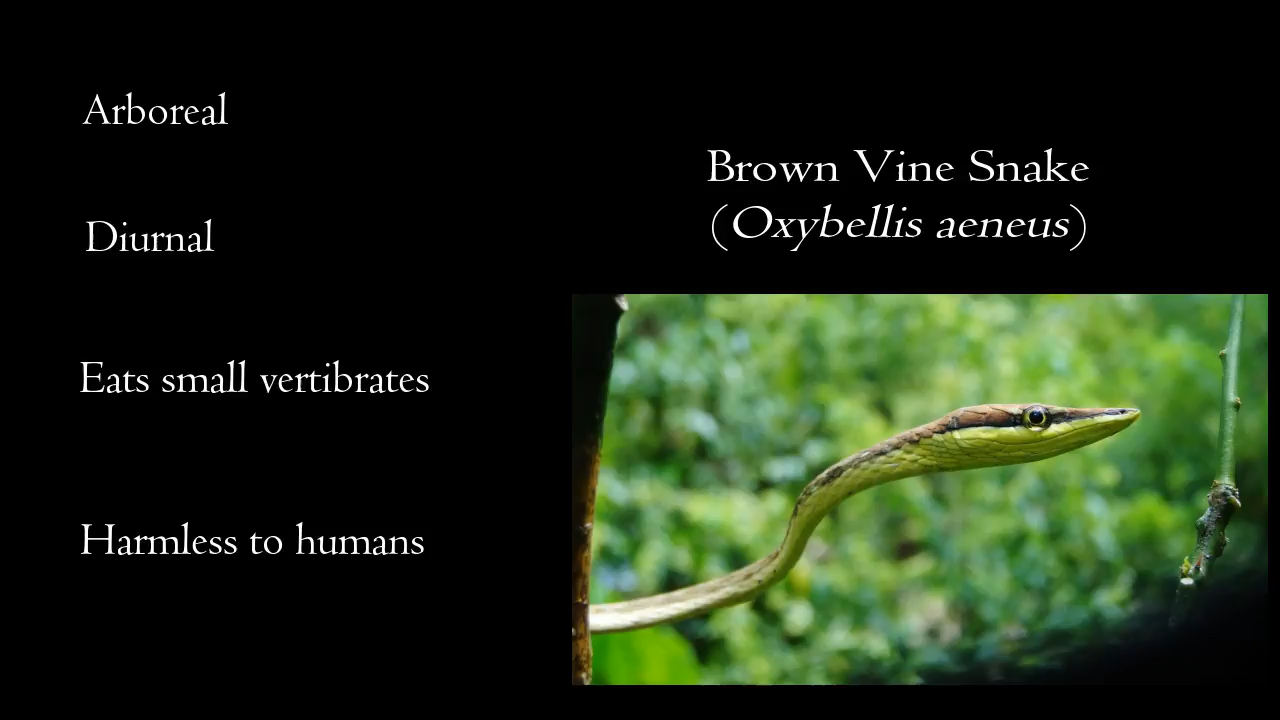 Arboreal
Diurnal
Eats small vertibrates
Harmless to humans
Brown Vine Snake
(Oxybellis aeneus)